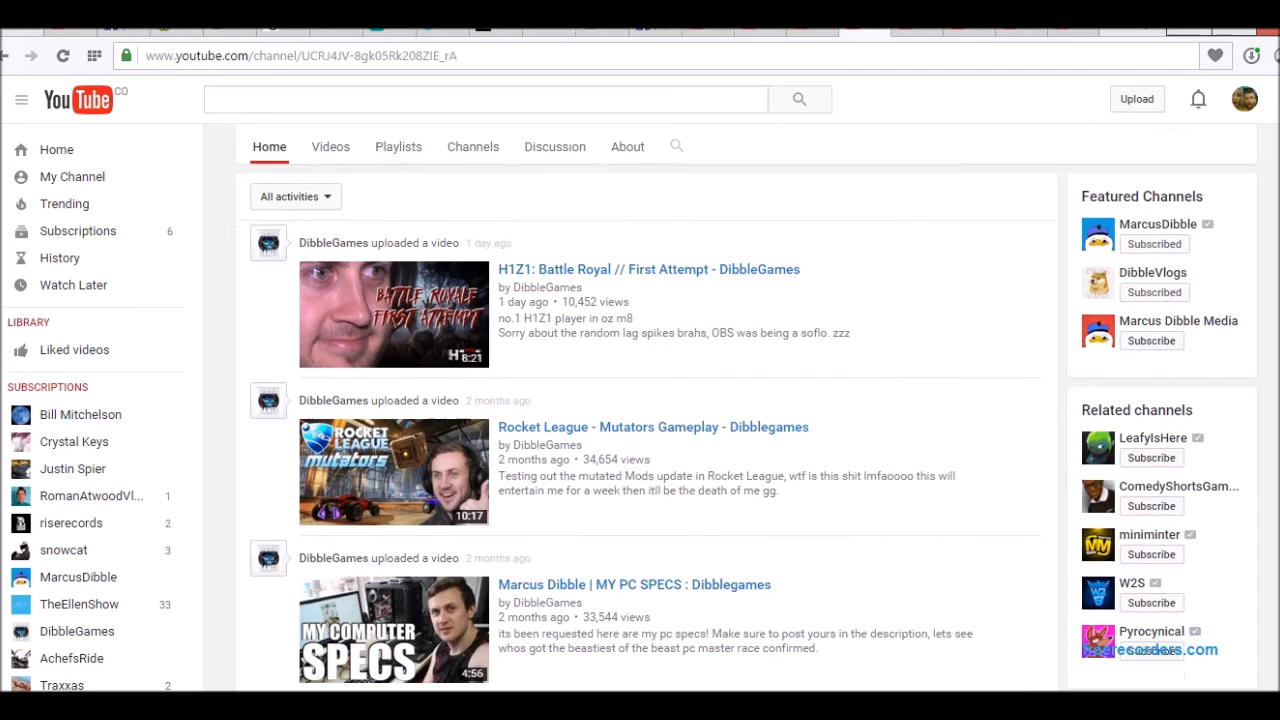 www.youtube.com/channel/UCRJ4JV-8gk05Rk208ZIE_rA
YouTube CO
Upload
Home
My Channel
Trending
Subscriptions 6
History
Watch Later
LIBRARY
Liked videos
SUBSCRIPTIONS
Bill Mitchelson
Crystal Keys
Justin Spier
RomanAtwoodVl... 1
riserecords 2
snowcat 3
MarcusDibble
TheEllenShow 33
DibbleGames
AchefsRide
Traxxas 2
Home Videos Playlists Channels Discussion About
All activities
DibbleGames uploaded a video 1 day ago
BATTLE ROYALE
FIRST ATTEMPT
H1Z1
8:21
H1Z1: Battle Royal // First Attempt - DibbleGames
by DibbleGames
1 day ago • 10,452 views
no.1 H1Z1 player in oz m8
Sorry about the random lag spikes brahs, OBS was being a soflo. zzz
DibbleGames uploaded a video 2 months ago
ROCKET
LEAGUE
MUTATORS
10:17
Rocket League - Mutators Gameplay - Dibblegames
by DibbleGames
2 months ago • 34,654 views
Testing out the mutated Mods update in Rocket League, wtf is this shit lmfaoooo this will
entertain me for a week then itll be the death of me gg.
DibbleGames uploaded a video 2 months ago
MY COMPUTER
SPECS
4:56
Marcus Dibble | MY PC SPECS : Dibblegames
by DibbleGames
2 months ago • 33,544 views
its been requested here are my pc specs! Make sure to post yours in the description, lets see
whos got the beastiest of the beast pc master race confirmed.
Featured Channels
MarcusDibble
Subscribed
DibbleVlogs
Subscribed
Marcus Dibble Media
Subscribe
Related channels
LeafyIsHere
Subscribe
ComedyShortsGam...
Subscribe
miniminter
Subscribe
W2S
Subscribe
Pyrocynical